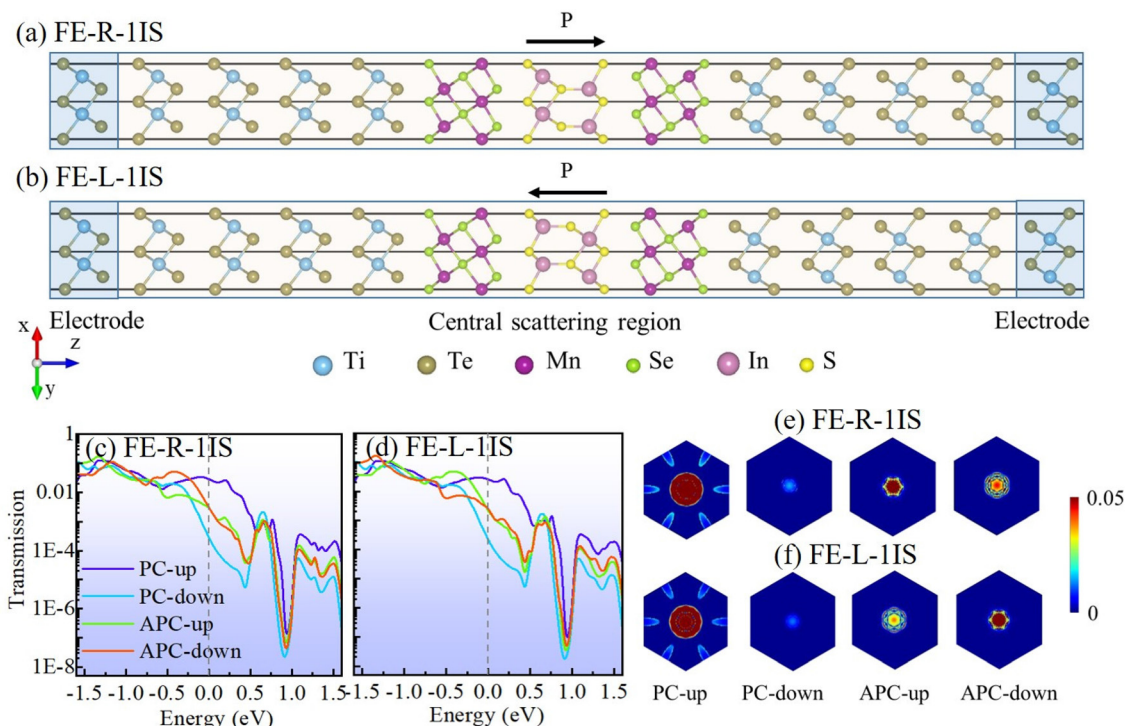 (a) FE-R-1IS
P
(b) FE-L-1IS
P
Electrode
Central scattering region
Electrode
x
z
y
Ti
Te
Mn
Se
In
S
(c) FE-R-1IS
(d) FE-L-1IS
Transmission
1
0.01
1E-4
1E-6
1E-8
PC-up
PC-down
APC-up
APC-down
-1.5 -1.0 -0.5 0.0 0.5 1.0 1.5
Energy (eV)
-1.5 -1.0 -0.5 0.0 0.5 1.0 1.5
Energy (eV)
(e) FE-R-1IS
(f) FE-L-1IS
0.05
0
PC-up
PC-down
APC-up
APC-down